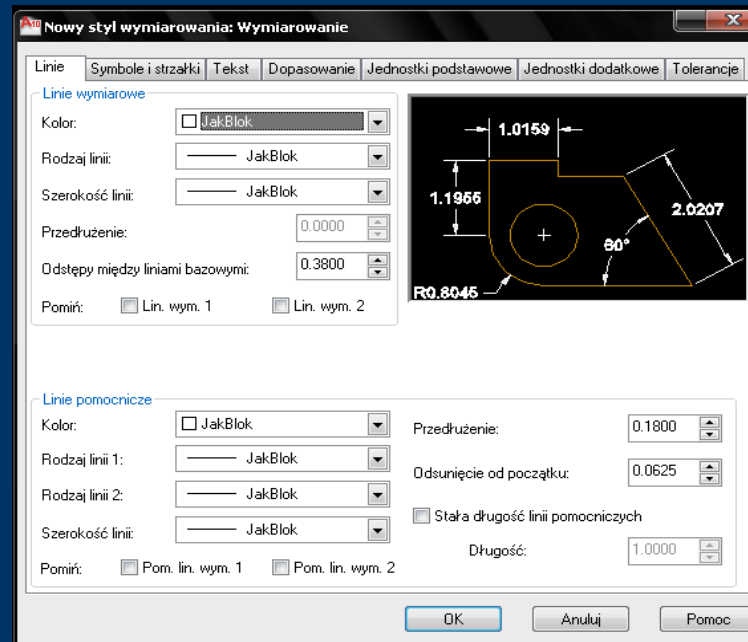 Nowy styl wymiarowania: Wymiarowanie
Linie Symbole i strzałki Tekst Dopasowanie Jednostki podstawowe Jednostki dodatkowe Tolerancje
Linie wymiarowe
Kolor: JakBlok
Rodzaj linii: JakBlok
Szerokość linii: JakBlok
Przedłużenie: 0.0000
Odstępy między liniami bazowymi: 0.3800
Pomiń: Lin. wym. 1 Lin. wym. 2
1.0159
1.1955
2.0207
60°
R0.8045
Linie pomocnicze
Kolor: JakBlok
Rodzaj linii 1: JakBlok
Rodzaj linii 2: JakBlok
Szerokość linii: JakBlok
Pomiń: Pom. lin. wym. 1 Pom. lin. wym. 2
Przedłużenie: 0.1800
Odsunięcie od początku: 0.0625
Stała długość linii pomocniczych
Długość: 1.0000
OK Anuluj Pomoc